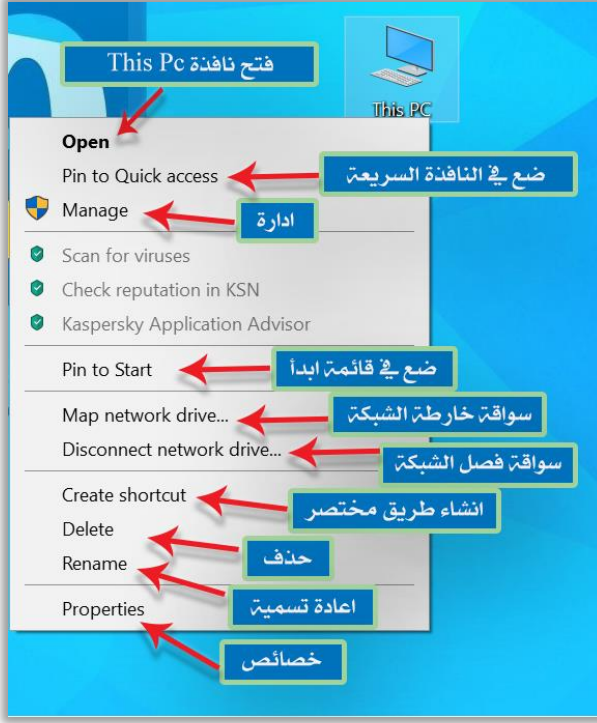 فتح نافذة This Pc
This PC
Open
Pin to Quick access
ضع في النافذة السريعة
Manage
ادارة
Scan for viruses
Check reputation in KSN
Kaspersky Application Advisor
Pin to Start
ضع في قائمة ابدأ
Map network drive...
سواقة خارطة الشبكة
Disconnect network drive...
سواقة فصل الشبكة
Create shortcut
انشاء طريق مختصر
Delete
حذف
Rename
اعادة تسمية
Properties
خصائص